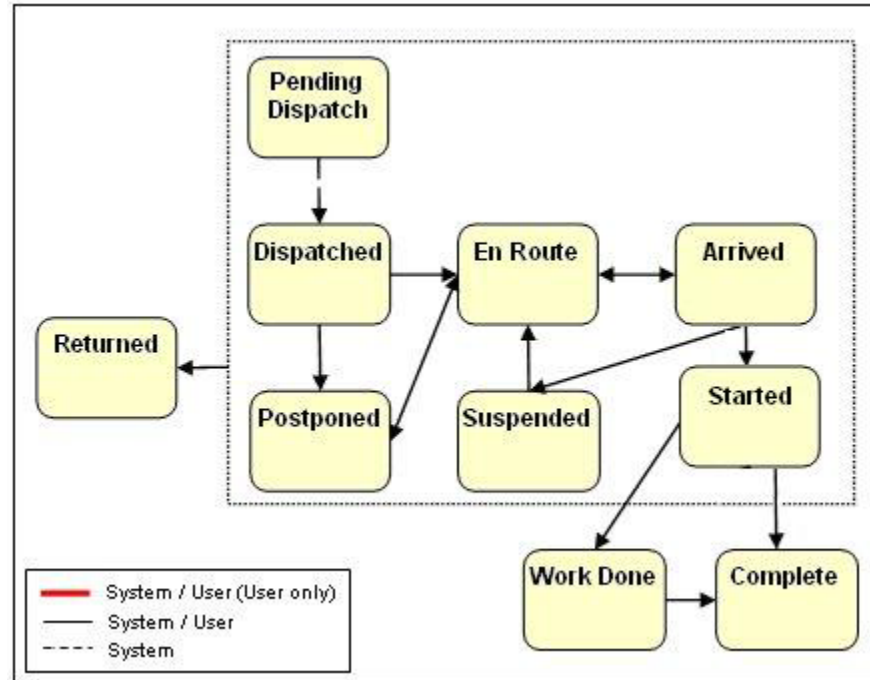 Pending
Dispatch
Dispatched
En Route
Arrived
Returned
Postponed
Suspended
Started
Work Done
Complete
System / User (User only)
System / User
System